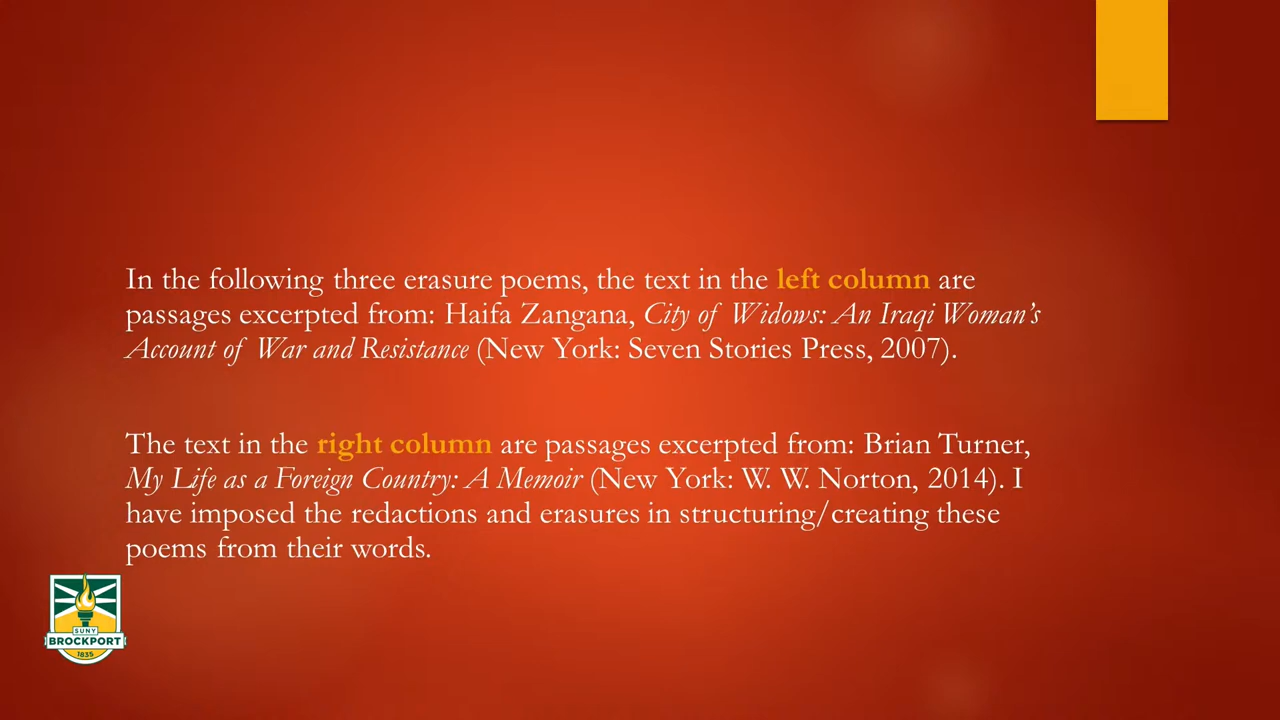 In the following three erasure poems, the text in the left column are
passages excerpted from: Haifa Zangana, City of Widows: An Iraqi Woman’s
Account of War and Resistance (New York: Seven Stories Press, 2007).
The text in the right column are passages excerpted from: Brian Turner,
My Life as a Foreign Country: A Memoir (New York: W. W. Norton, 2014). I
have imposed the redactions and erasures in structuring/creating these
poems from their words.
SUNY
BROCKPORT
1835